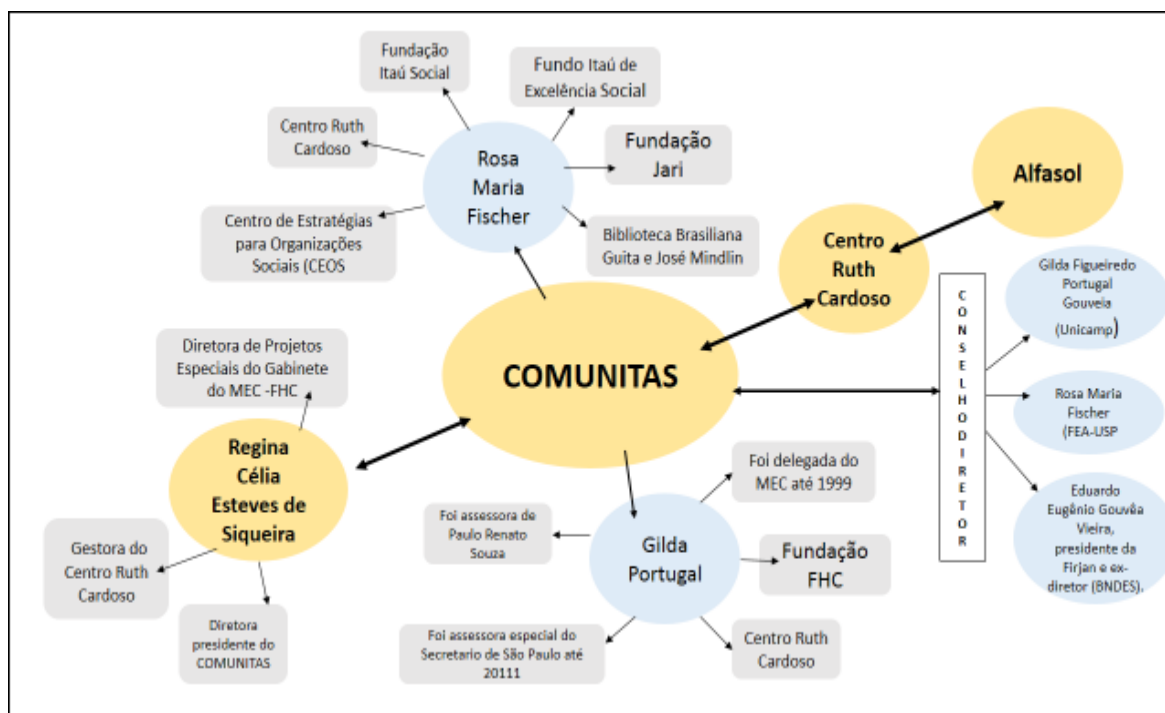 Fundação
Itaú Social
Fundo Itaú de
Excelência Social
Centro Ruth
Cardoso
Rosa
Maria
Fischer
Fundação
Jari
Centro de Estratégias
para Organizações
Sociais (CEOS
Biblioteca Brasiliana
Guita e José Mindlin
Alfasol
Centro
Ruth
Cardoso
COMUNITAS
CONSELHODIRETOR
Gilda Figueiredo
Portugal
Gouveia
(Unicamp)
Rosa Maria
Fischer
(FEA-USP
Eduardo
Eugênio Gouvêa
Vieira,
presidente da
Firjan e ex-
diretor (BNDES).
Diretora de Projetos
Especiais do Gabinete
do MEC -FHC
Regina
Célia
Esteves de
Siqueira
Gestora do
Centro Ruth
Cardoso
Diretora
presidente do
COMUNITAS
Foi delegada do
MEC até 1999
Foi assessora de
Paulo Renato
Souza
Gilda
Portugal
Fundação
FHC
Foi assessora especial do
Secretario de São Paulo até
20111
Centro Ruth
Cardoso